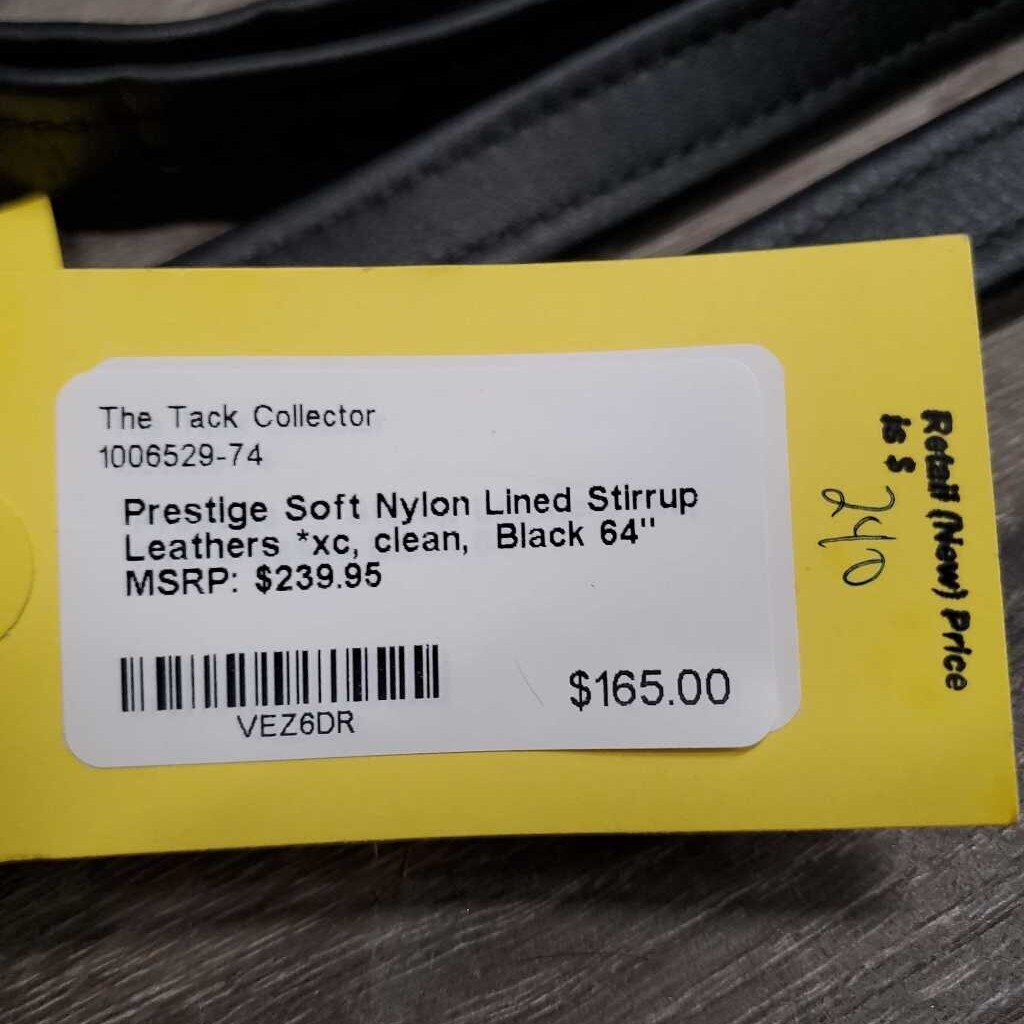 The Tack Collector
1006529-74
Prestige Soft Nylon Lined Stirrup
Leathers *xc, clean, Black 64"
MSRP: $239.95
VEZ6DR
$165.00
Retail (New) Price
is $ 240